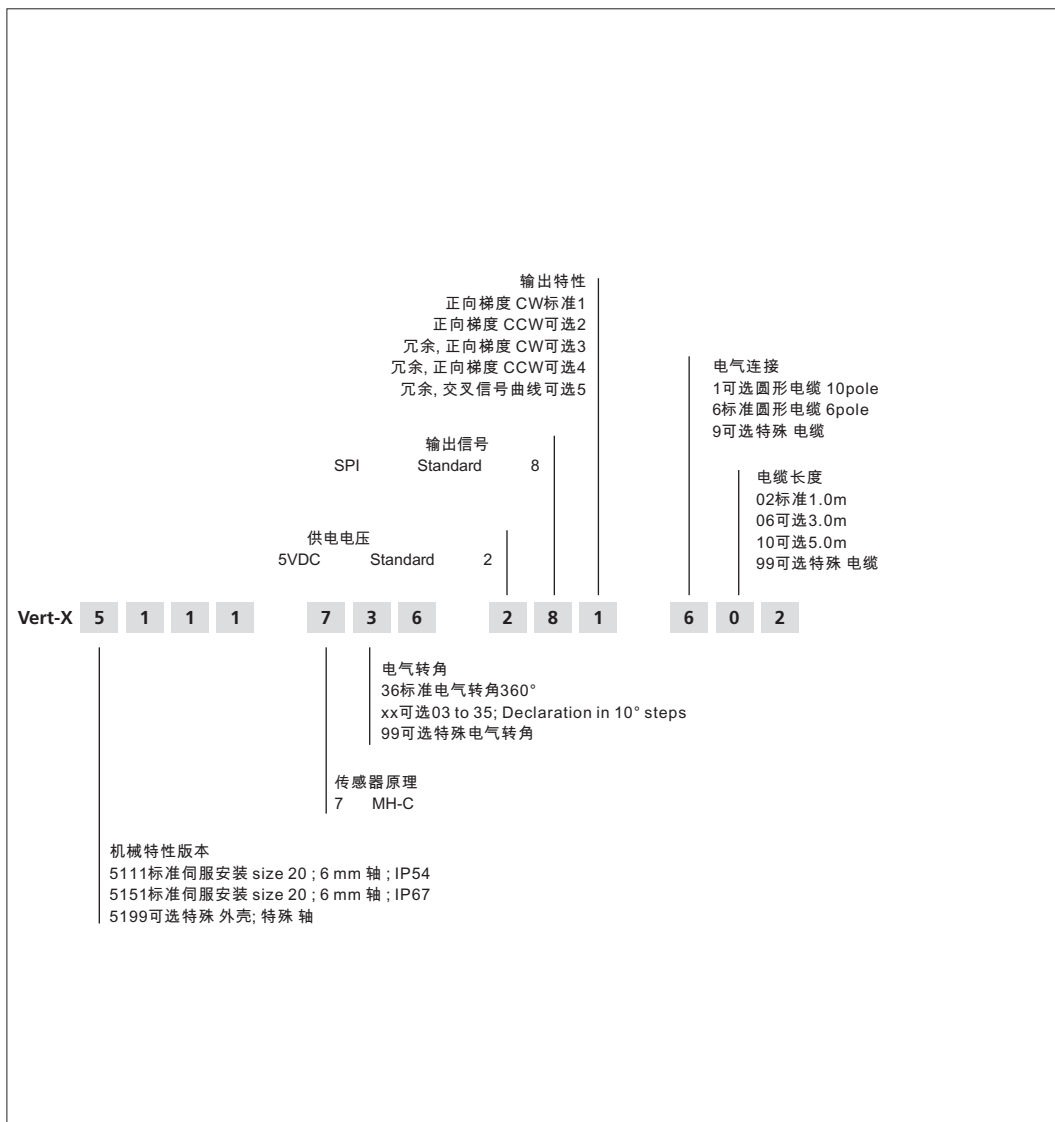 输出特性
正向梯度 CW标准1
正向梯度 CCW可选2
冗余, 正向梯度 CW可选3
冗余, 正向梯度 CCW可选4
冗余, 交叉信号曲线可选5
电气连接
1可选圆形电缆 10pole
6标准圆形电缆 6pole
9可选特殊 电缆
输出信号
SPI Standard 8
电缆长度
02标准1.0m
06可选3.0m
10可选5.0m
99可选特殊 电缆
供电电压
5VDC Standard 2
Vert-X 5 1 1 1 7 3 6 2 8 1 6 0 2
电气转角
36标准电气转角360°
xx可选03 to 35; Declaration in 10° steps
99可选特殊电气转角
传感器原理
7 MH-C
机械特性版本
5111标准伺服安装 size 20 ; 6 mm 轴 ; IP54
5151标准伺服安装 size 20 ; 6 mm 轴 ; IP67
5199可选特殊 外壳; 特殊 轴